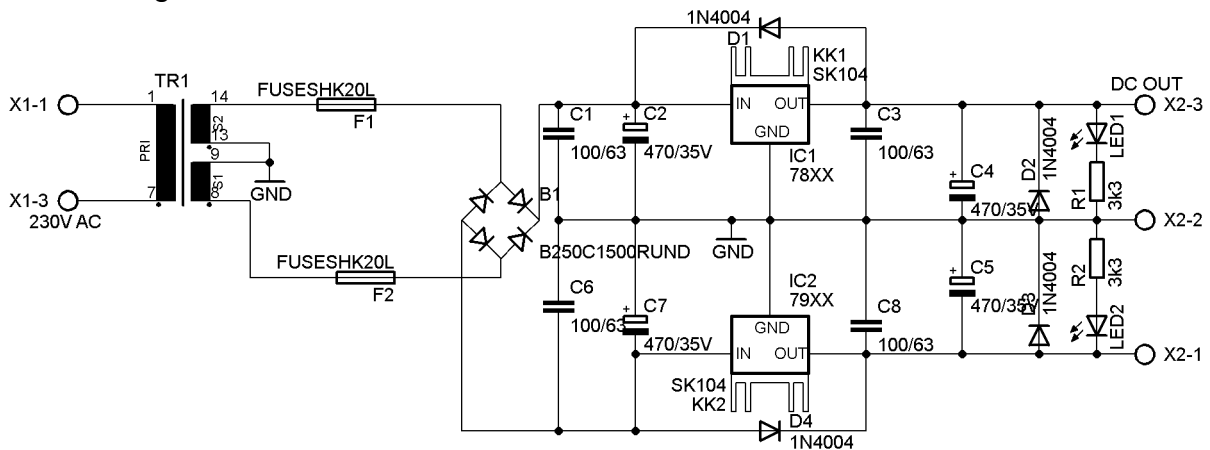 1N4004
D1
KK1
SK104
DC OUT
TR1
X1-1
1
14
FUSESHK20L
F1
S2
13
PRI
9
S1
8
7
GND
X1-3
230V AC
C1
100/63
+
C2
470/35V
IN OUT
GND
IC1
78XX
C3
100/63
+
C4
470/35V
D2
1N4004
LED1
R1
3k3
X2-3
B1
B250C1500RUND
GND
X2-2
FUSESHK20L
F2
C6
100/63
+
C7
470/35V
IC2
79XX
GND
IN OUT
C8
100/63
+
C5
470/35V
D3
1N4004
R2
3k3
LED2
X2-1
SK104
KK2
D4
1N4004